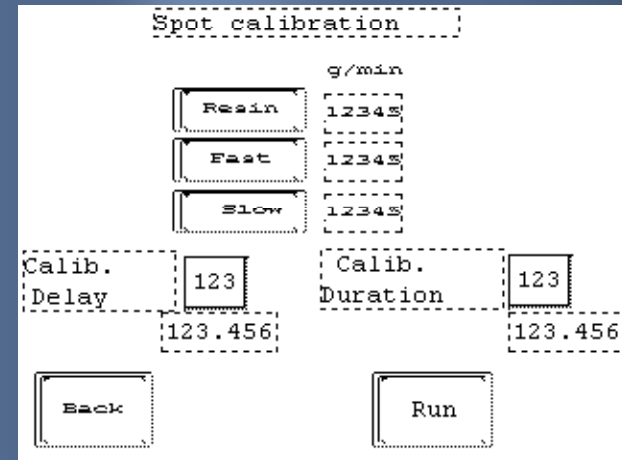 Spot calibration
g/min
Resin 12345
Fast 12345
Slow 12345
Calib. Delay 123
123.456
Calib. Duration 123
123.456
Back
Run